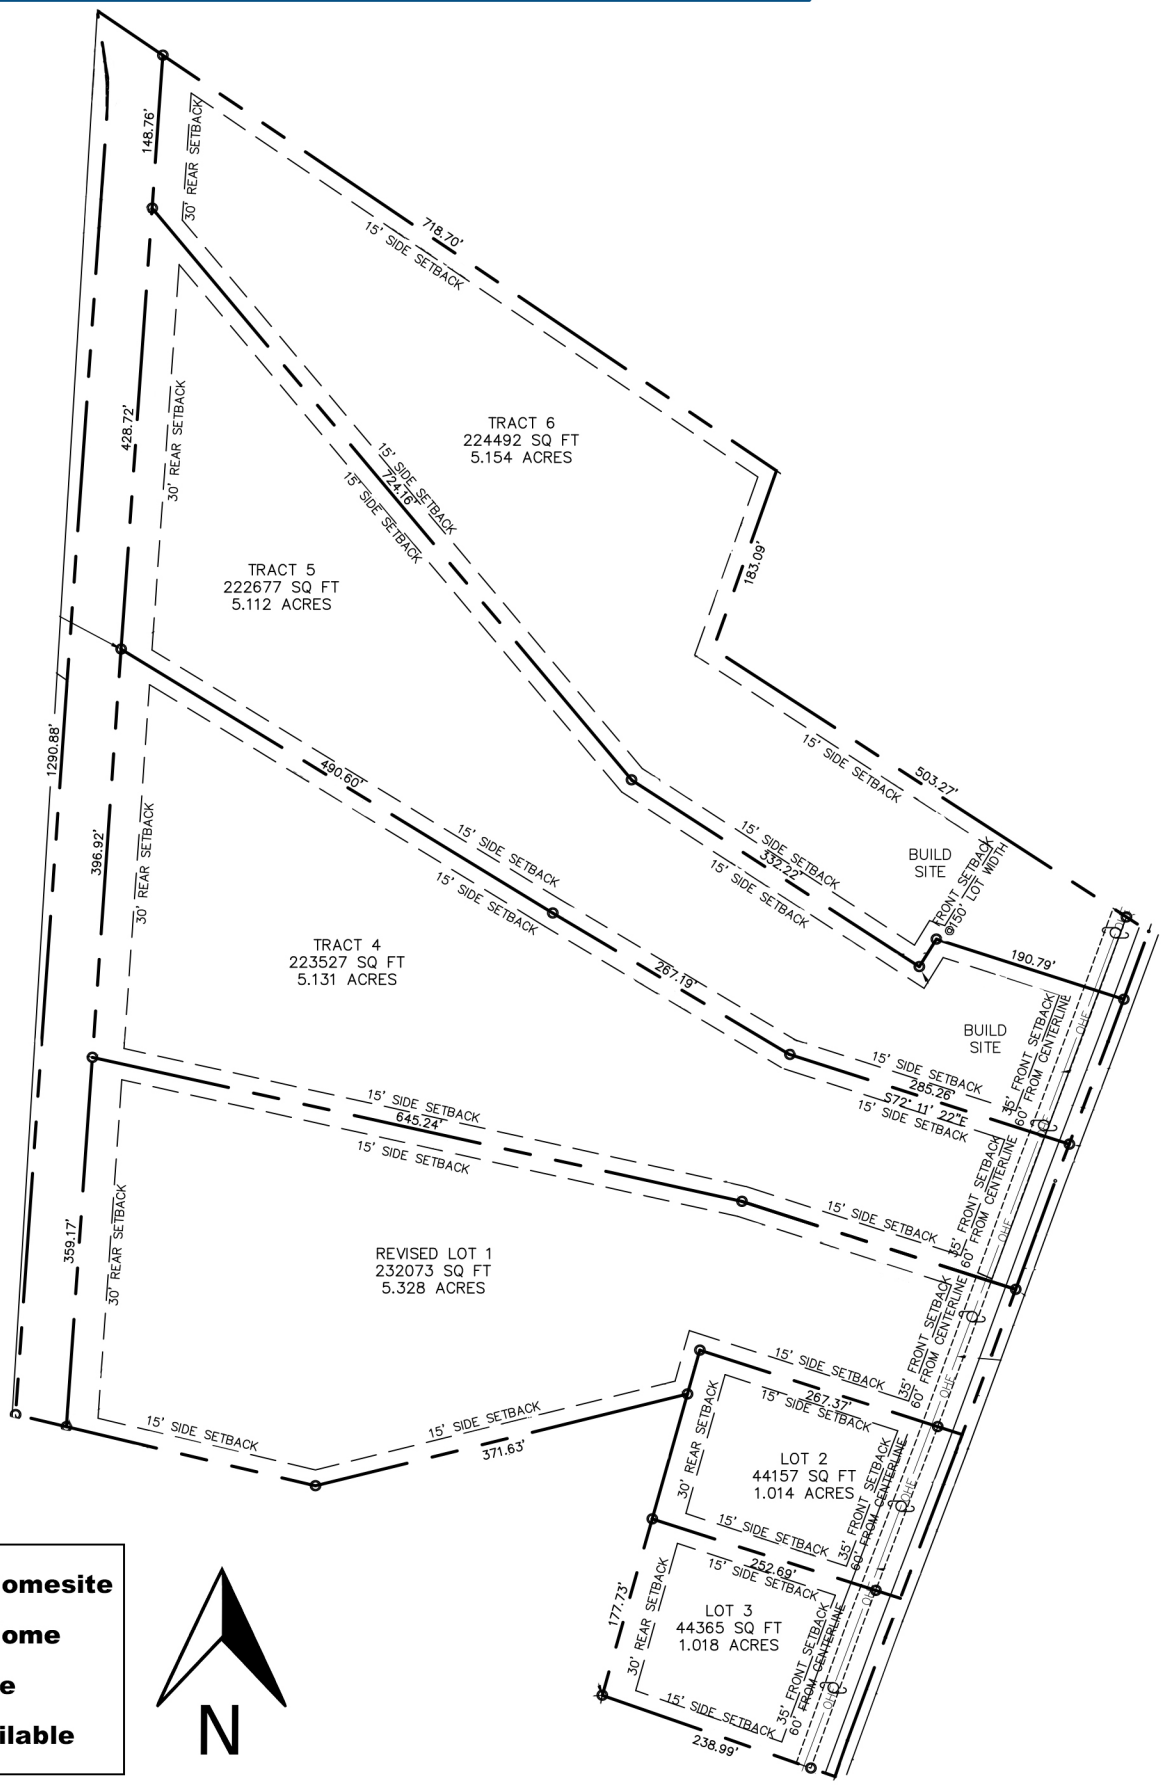 148.76'
30' REAR SETBACK
718.70'
15' SIDE SETBACK
428.72'
30' REAR SETBACK
TRACT 6
224492 SQ FT
5.154 ACRES
15' SIDE SETBACK
724.16'
15' SIDE SETBACK
183.09'
TRACT 5
222677 SQ FT
5.112 ACRES
1290.88'
490.60'
503.27'
15' SIDE SETBACK
396.92'
30' REAR SETBACK
15' SIDE SETBACK
15' SIDE SETBACK
15' SIDE SETBACK
332.22'
15' SIDE SETBACK
BUILD
SITE
FRONT SETBACK
@150' LOT WIDTH
OHE
TRACT 4
223527 SQ FT
5.131 ACRES
267.19'
190.79'
BUILD
SITE
35' FRONT SETBACK
60' FROM CENTERLINE
OHE
15' SIDE SETBACK
285.26'
S72° 11' 22"E
15' SIDE SETBACK
15' SIDE SETBACK
645.24'
15' SIDE SETBACK
35' FRONT SETBACK
60' FROM CENTERLINE
OHE
359.17'
30' REAR SETBACK
15' SIDE SETBACK
REVISED LOT 1
232073 SQ FT
5.328 ACRES
35' FRONT SETBACK
60' FROM CENTERLINE
OHE
15' SIDE SETBACK
267.37'
15' SIDE SETBACK
15' SIDE SETBACK
15' SIDE SETBACK
371.63'
30' REAR SETBACK
LOT 2
44157 SQ FT
1.014 ACRES
35' FRONT SETBACK
60' FROM CENTERLINE
OHE
15' SIDE SETBACK
252.69'
15' SIDE SETBACK
177.73'
30' REAR SETBACK
LOT 3
44365 SQ FT
1.018 ACRES
35' FRONT SETBACK
60' FROM CENTERLINE
OHE
OHE
15' SIDE SETBACK
238.99'
omesite
ome
e
ilable
N